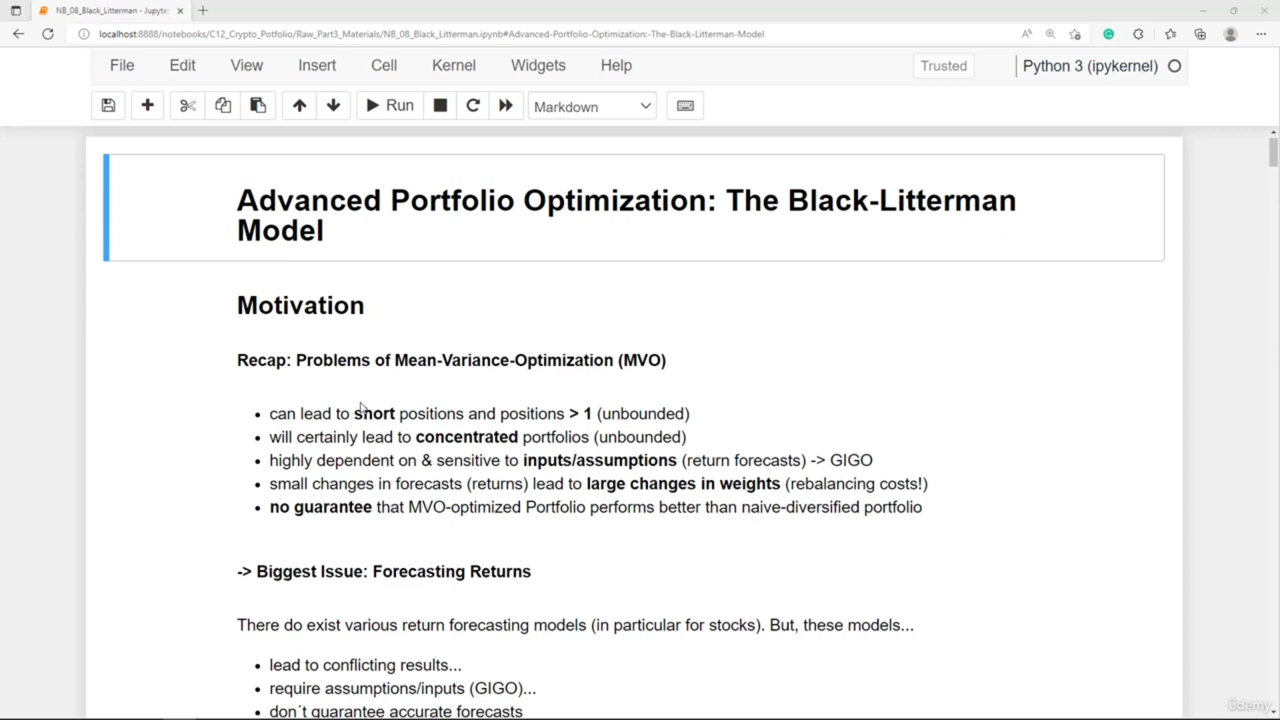 NB_08_Black_Litterman - Jupyter
localhost:8888/notebooks/C12_Crypto_Potfolio/Raw_Part3_Materials/NB_08_Black_Litterman.ipynb#Advanced-Portfolio-Optimization:-The-Black-Litterman-Model
File Edit View Insert Cell Kernel Widgets Help Trusted Python 3 (ipykernel)
Run Markdown
Advanced Portfolio Optimization: The Black-Litterman
Model
Motivation
Recap: Problems of Mean-Variance-Optimization (MVO)
• can lead to short positions and positions > 1 (unbounded)
• will certainly lead to concentrated portfolios (unbounded)
• highly dependent on & sensitive to inputs/assumptions (return forecasts) -> GIGO
• small changes in forecasts (returns) lead to large changes in weights (rebalancing costs!)
• no guarantee that MVO-optimized Portfolio performs better than naive-diversified portfolio
-> Biggest Issue: Forecasting Returns
There do exist various return forecasting models (in particular for stocks). But, these models...
• lead to conflicting results...
• require assumptions/inputs (GIGO)...
• don´t guarantee accurate forecasts
ûdemy